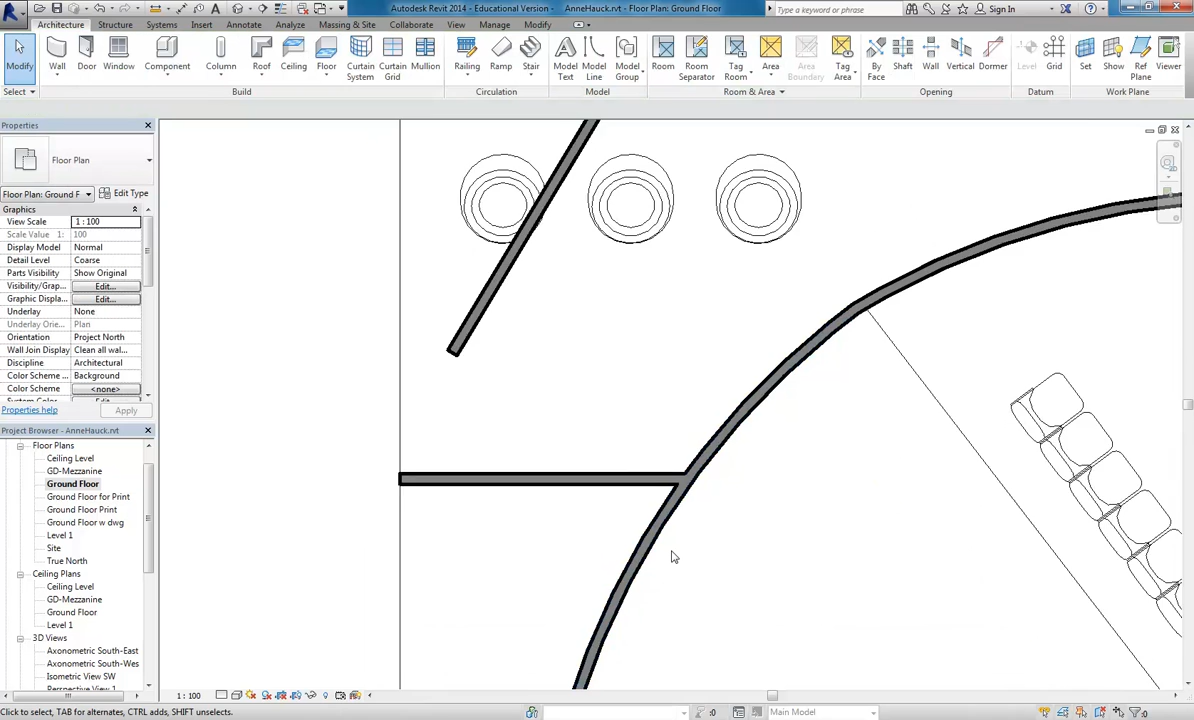 Autodesk Revit 2014 - Educational Version - AnneHauck.rvt - Floor Plan: Ground Floor
Type a keyword or phrase
Sign In
Architecture Structure Systems Insert Annotate Analyze Massing & Site Collaborate View Manage Modify
Modify Wall Door Window Component Column Roof Ceiling Floor Curtain System Curtain Grid Mullion Railing Ramp Stair Model Text Model Line Model Group Room Room Separator Tag Room Area Area Boundary Tag Area By Face Shaft Wall Vertical Dormer Level Grid Set Show Ref Plane Viewer
Select Build Circulation Model Room & Area Opening Datum Work Plane
Properties
Floor Plan
Floor Plan: Ground F Edit Type
Graphics
View Scale 1 : 100
Scale Value 1: 100
Display Model Normal
Detail Level Coarse
Parts Visibility Show Original
Visibility/Grap... Edit...
Graphic Displa... Edit...
Underlay None
Underlay Orie... Plan
Orientation Project North
Wall Join Display Clean all wal...
Discipline Architectural
Color Scheme ... Background
Color Scheme <none>
Properties help Apply
Project Browser - AnneHauck.rvt
Floor Plans
Ceiling Level
GD-Mezzanine
Ground Floor
Ground Floor for Print
Ground Floor Print
Ground Floor w dwg
Level 1
Site
True North
Ceiling Plans
Ceiling Level
GD-Mezzanine
Ground Floor
Level 1
3D Views
Axonometric South-East
Axonometric South-Wes
Isometric View SW
Perspective View 1
1 : 100
Click to select, TAB for alternates, CTRL adds, SHIFT unselects.
:0 Main Model :0